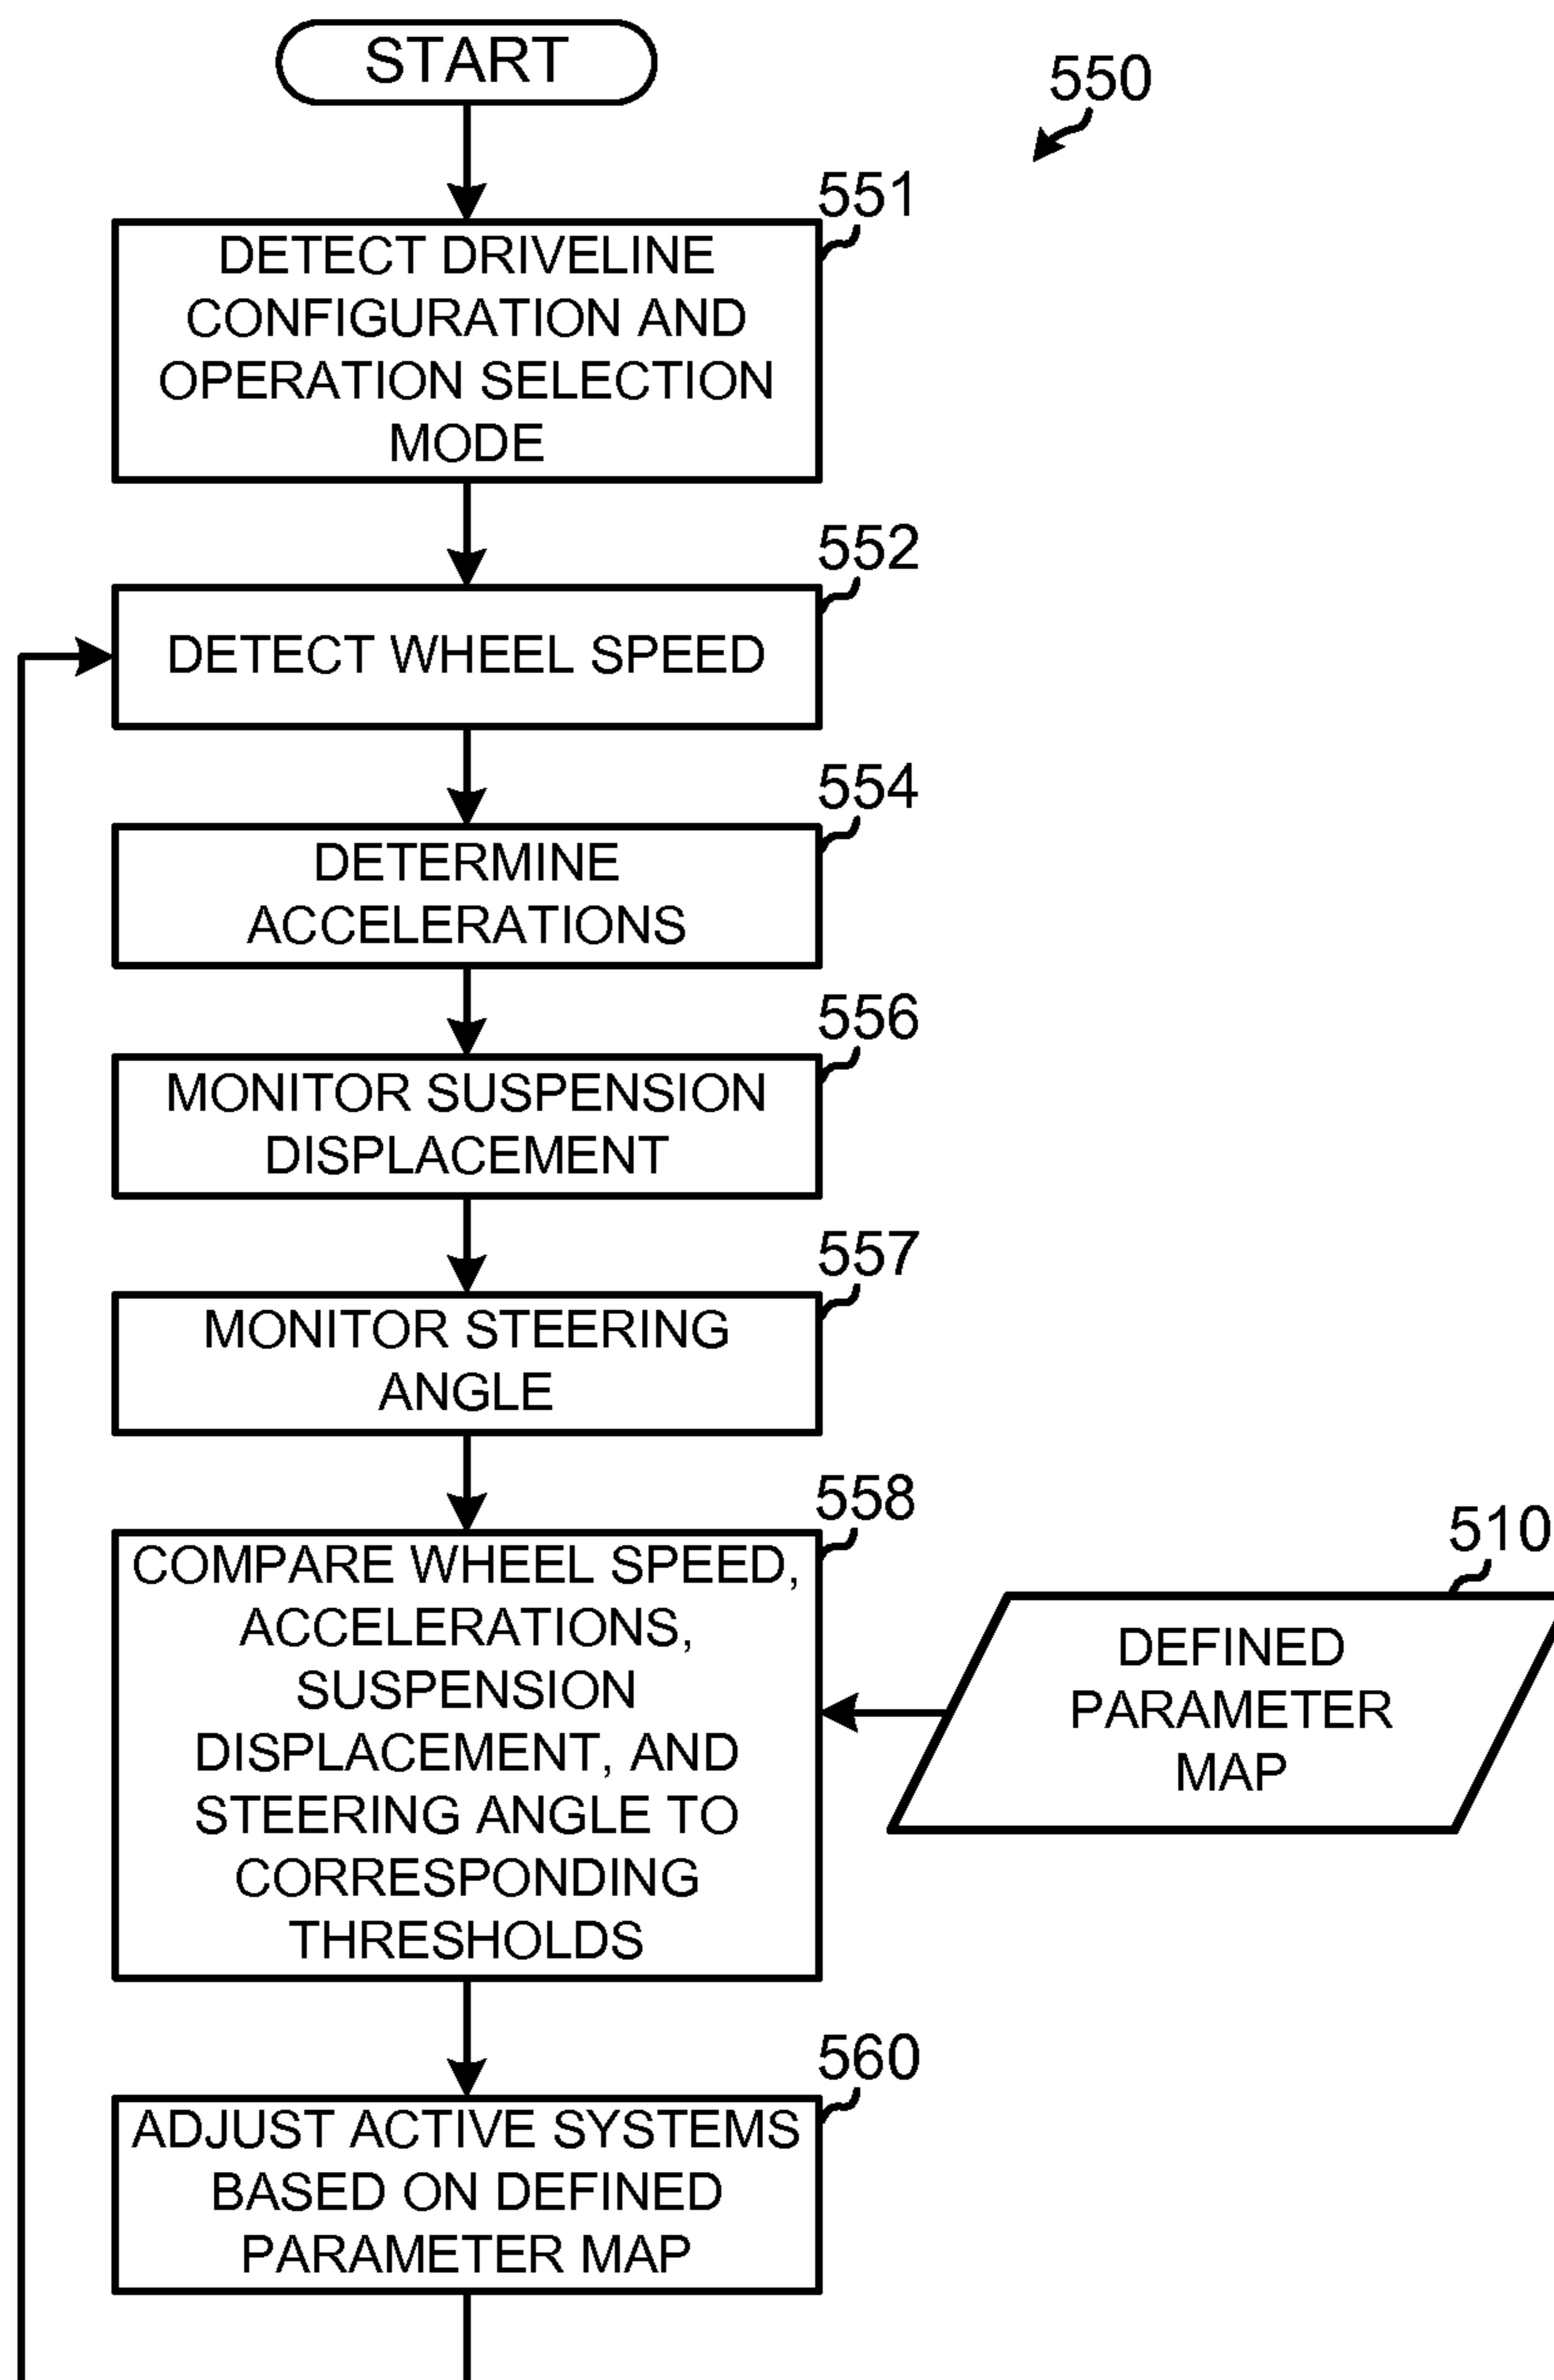 START
550
551
DETECT DRIVELINE
CONFIGURATION AND
OPERATION SELECTION
MODE
552
DETECT WHEEL SPEED
554
DETERMINE
ACCELERATIONS
556
MONITOR SUSPENSION
DISPLACEMENT
557
MONITOR STEERING
ANGLE
558
COMPARE WHEEL SPEED,
ACCELERATIONS,
SUSPENSION
DISPLACEMENT, AND
STEERING ANGLE TO
CORRESPONDING
THRESHOLDS
510
DEFINED
PARAMETER
MAP
560
ADJUST ACTIVE SYSTEMS
BASED ON DEFINED
PARAMETER MAP